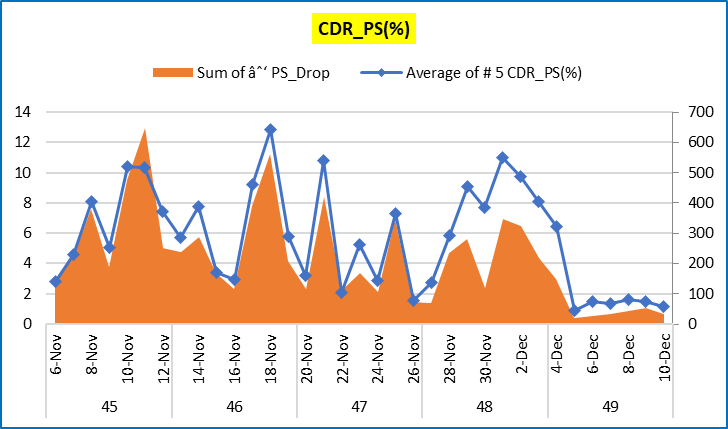 CDR_PS(%)
Sum of âˆ‘ PS_Drop Average of # 5 CDR_PS(%)
14 700
12 600
10 500
8 400
6 300
4 200
2 100
0 0
6-Nov 8-Nov 10-Nov 12-Nov 14-Nov 16-Nov 18-Nov 20-Nov 22-Nov 24-Nov 26-Nov 28-Nov 30-Nov 2-Dec 4-Dec 6-Dec 8-Dec 10-Dec
45 46 47 48 49